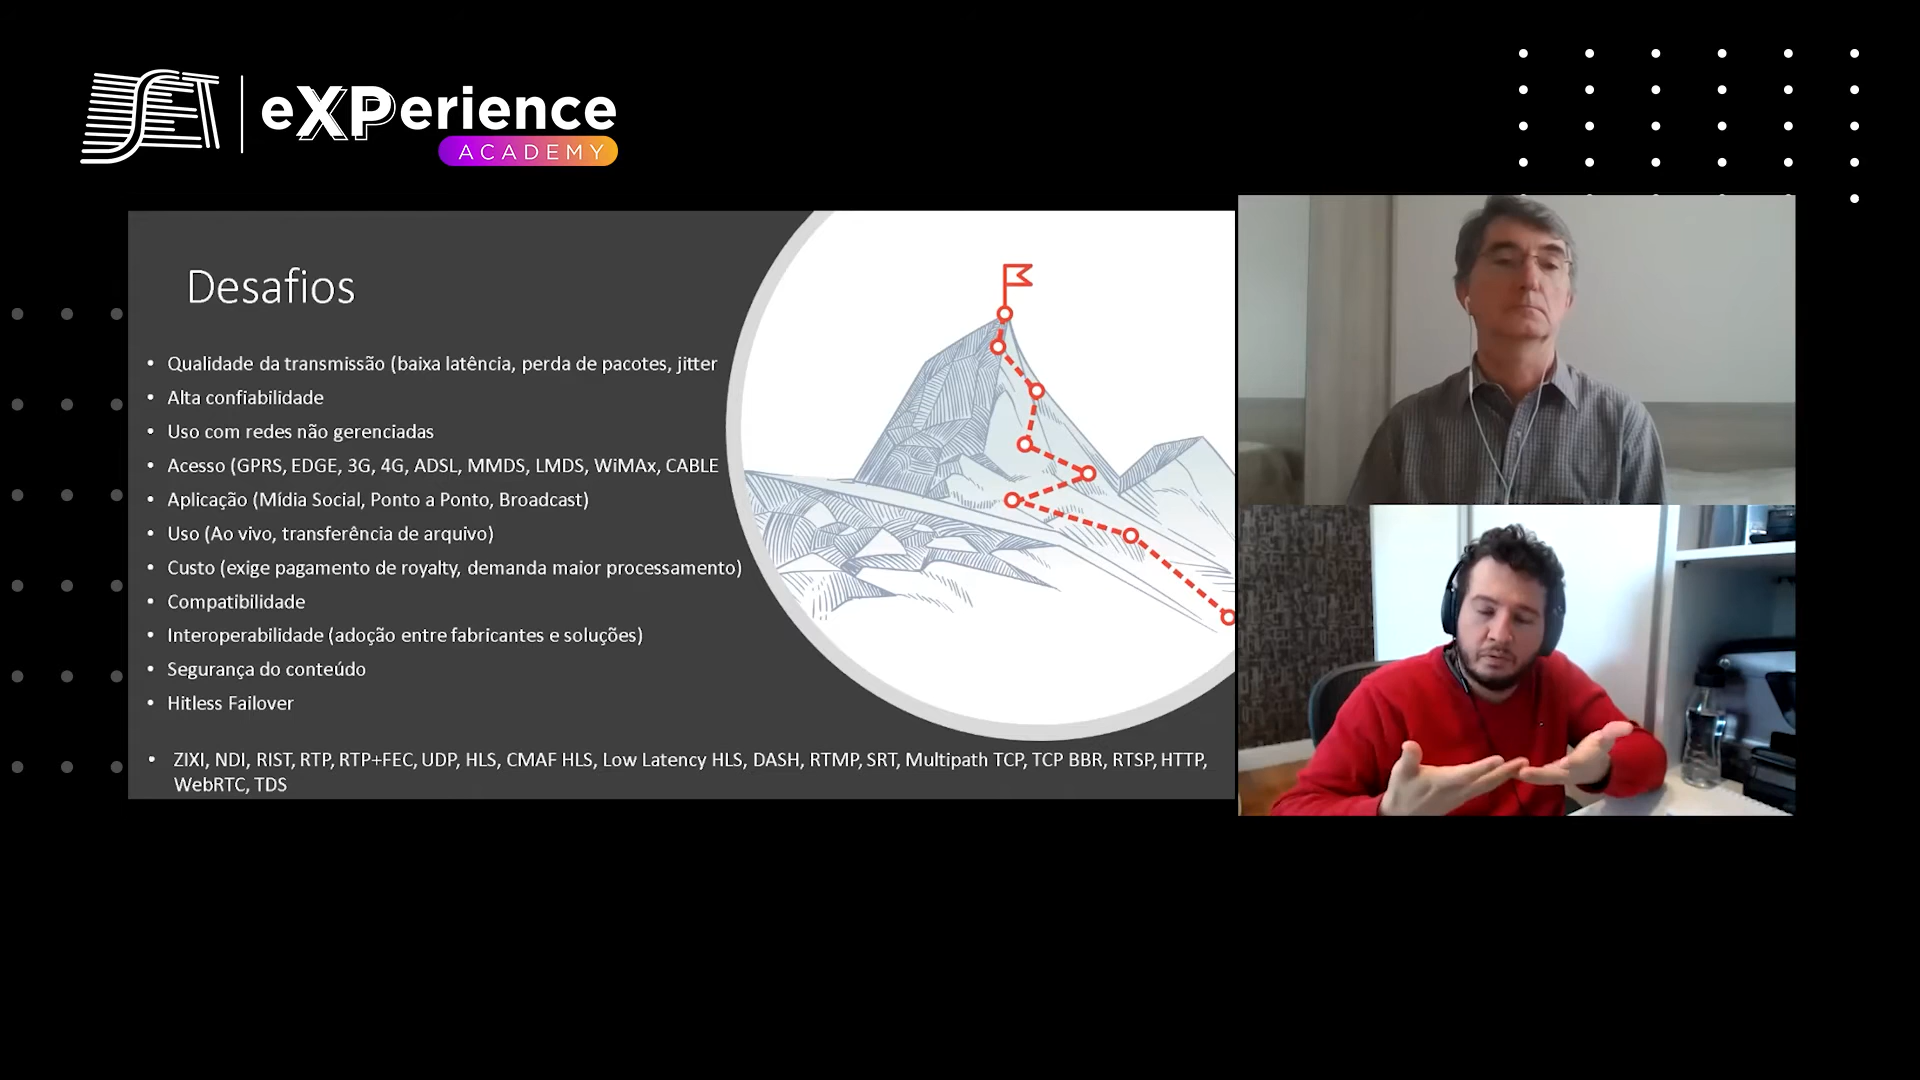 SET
eXPerience
ACADEMY
Desafios
• Qualidade da transmissão (baixa latência, perda de pacotes, jitter
• Alta confiabilidade
• Uso com redes não gerenciadas
• Acesso (GPRS, EDGE, 3G, 4G, ADSL, MMDS, LMDS, WiMAx, CABLE
• Aplicação (Mídia Social, Ponto a Ponto, Broadcast)
• Uso (Ao vivo, transferência de arquivo)
• Custo (exige pagamento de royalty, demanda maior processamento)
• Compatibilidade
• Interoperabilidade (adoção entre fabricantes e soluções)
• Segurança do conteúdo
• Hitless Failover
• ZIXI, NDI, RIST, RTP, RTP+FEC, UDP, HLS, CMAF HLS, Low Latency HLS, DASH, RTMP, SRT, Multipath TCP, TCP BBR, RTSP, HTTP,
WebRTC, TDS